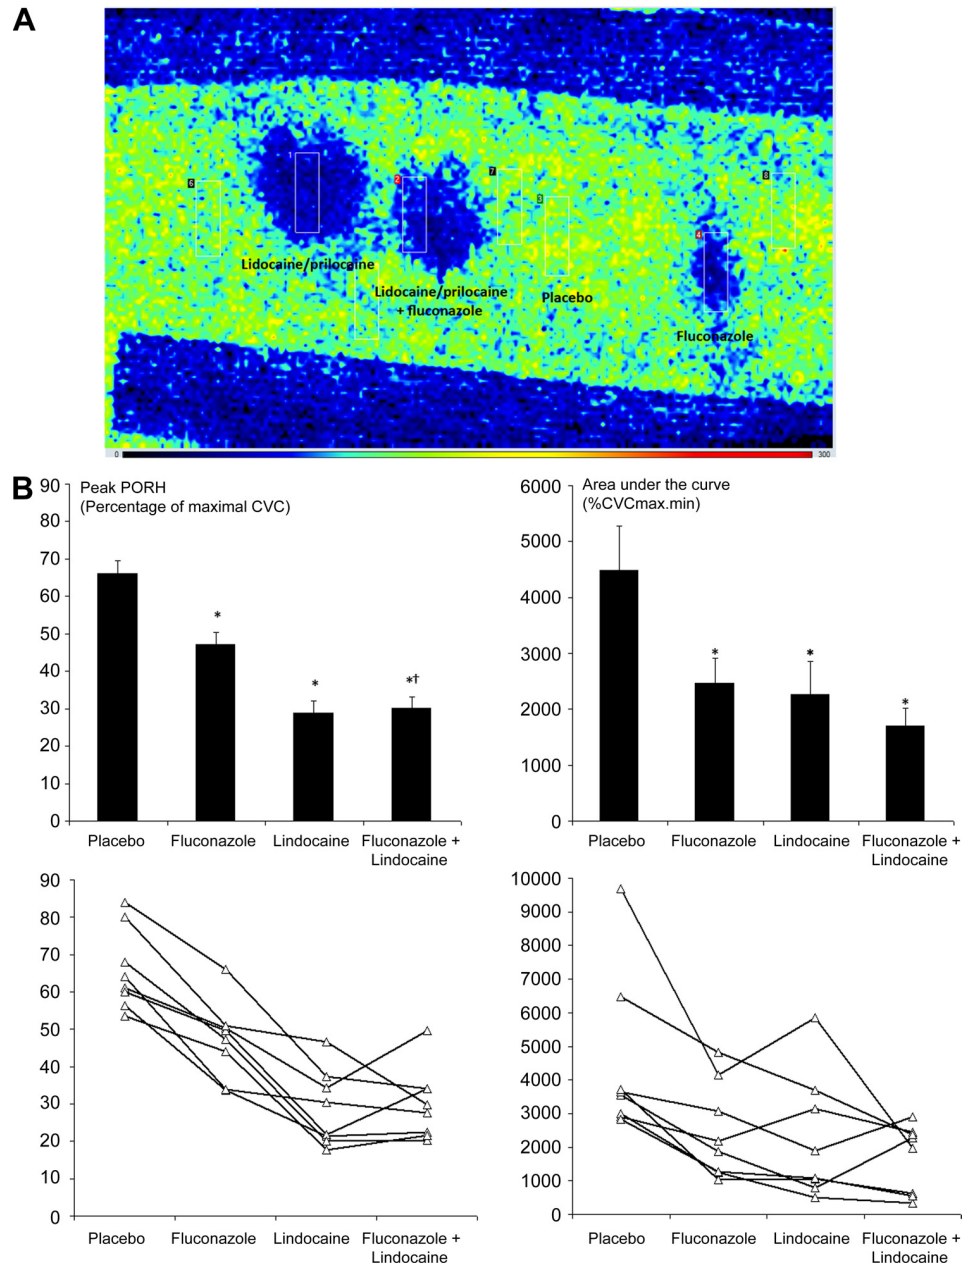 A
6
1
2
7
3
8
4
Lidocaine/prilocaine
Lidocaine/prilocaine
+ fluconazole
Placebo
Fluconazole
0
300
B
Peak PORH
(Percentage of maximal CVC)
90
80
70
60
50
40
30
20
10
0
*
*
*†
Placebo
Fluconazole
Lindocaine
Fluconazole +
Lindocaine
Area under the curve
(%CVCmax.min)
6000
5000
4000
3000
2000
1000
0
*
*
*
Placebo
Fluconazole
Lindocaine
Fluconazole +
Lindocaine
90
80
70
60
50
40
30
20
10
0
Placebo
Fluconazole
Lindocaine
Fluconazole +
Lindocaine
10000
9000
8000
7000
6000
5000
4000
3000
2000
1000
0
Placebo
Fluconazole
Lindocaine
Fluconazole +
Lindocaine